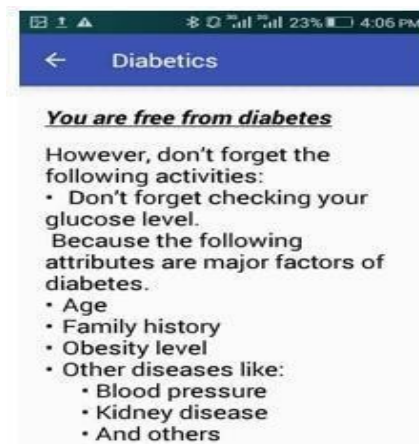 23% 4:06 PM
Diabetics
You are free from diabetes
However, don't forget the
following activities:
• Don't forget checking your
glucose level.
Because the following
attributes are major factors of
diabetes.
• Age
• Family history
• Obesity level
• Other diseases like:
• Blood pressure
• Kidney disease
• And others